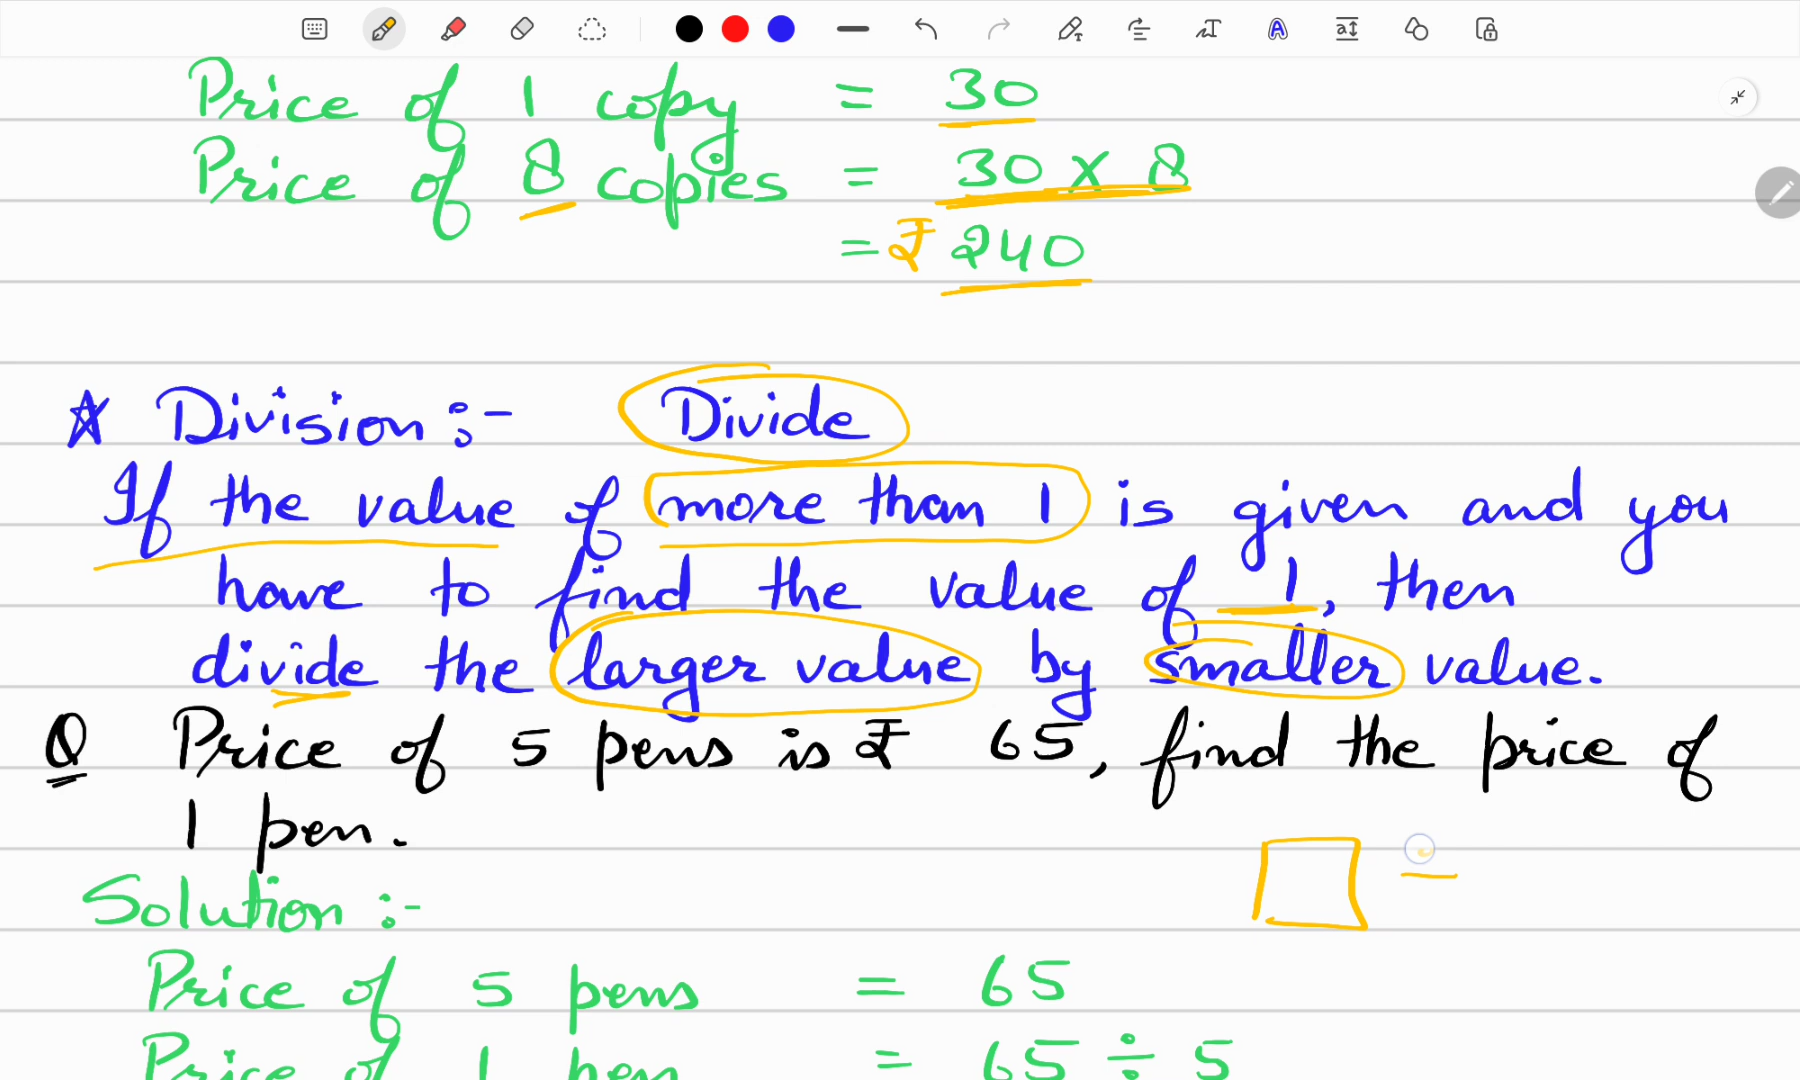 Price of 1 copy = 30
Price of 8 copies = 30 x 8
= ₹ 240
☆ Division :- Divide
If the value of more than 1 is given and you
have to find the value of 1, then
divide the larger value by smaller value.
Q Price of 5 pens is ₹ 65, find the price of
1 pen.
Solution :-
Price of 5 pens = 65
Price of 1 pen = 65 ÷ 5